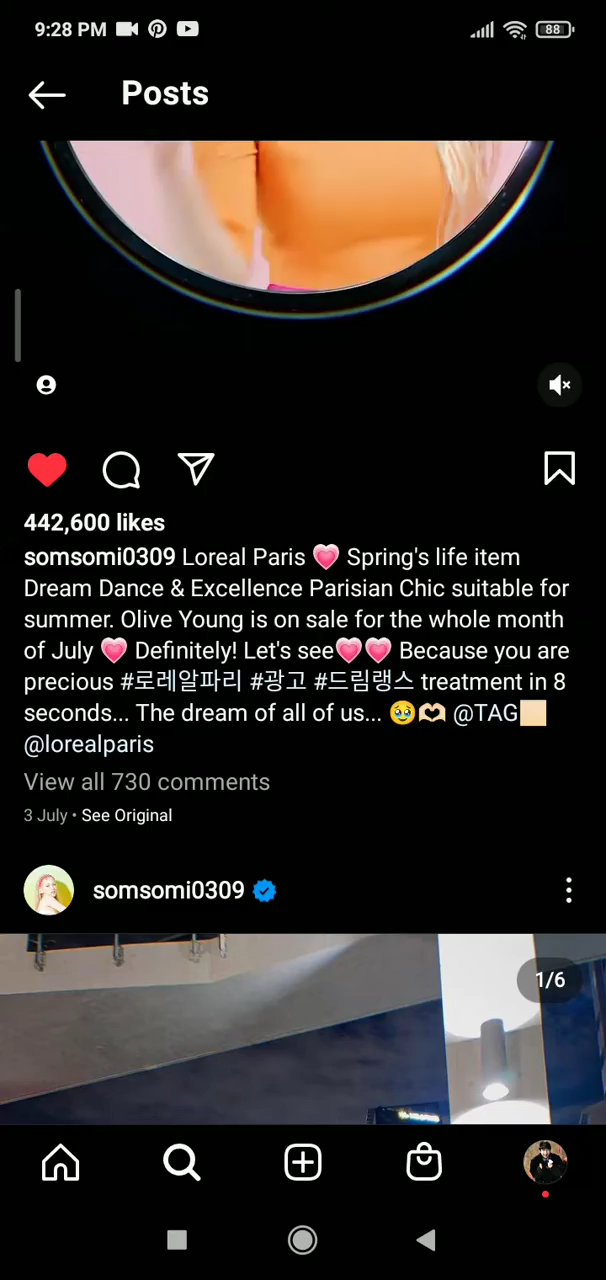 9:28 PM
88
Posts
442,600 likes
somsomi0309 Loreal Paris 💗 Spring's life item
Dream Dance & Excellence Parisian Chic suitable for
summer. Olive Young is on sale for the whole month
of July 💗 Definitely! Let's see💗💗 Because you are
precious #로레알파리 #광고 #드림랭스 treatment in 8
seconds... The dream of all of us... 🥹🫶🏻 @TAG🏻
@lorealparis
View all 730 comments
3 July • See Original
somsomi0309
1/6